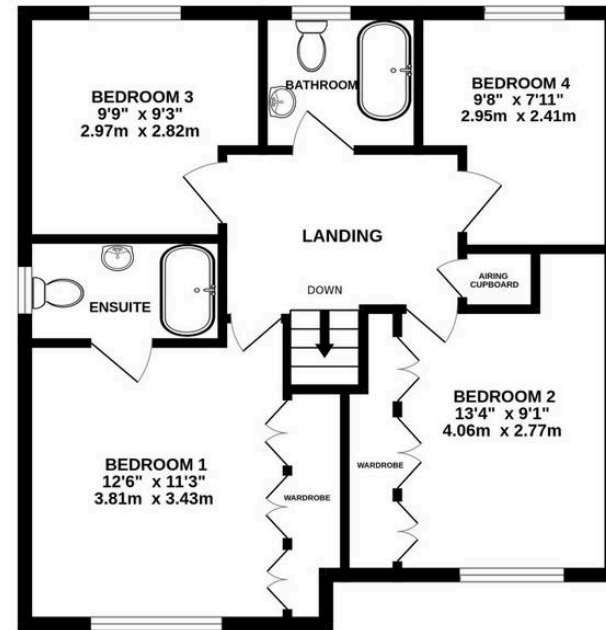 BEDROOM 3
9'9" x 9'3"
2.97m x 2.82m
BATHROOM
BEDROOM 4
9'8" x 7'11"
2.95m x 2.41m
LANDING
DOWN
AIRING
CUPBOARD
ENSUITE
BEDROOM 2
13'4" x 9'1"
4.06m x 2.77m
WARDROBE
BEDROOM 1
12'6" x 11'3"
3.81m x 3.43m
WARDROBE